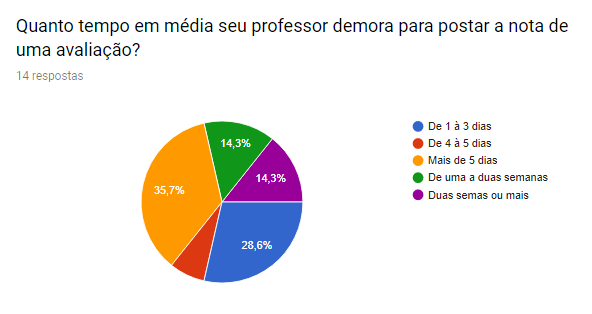 Quanto tempo em média seu professor demora para postar a nota de
uma avaliação?
14 respostas
14,3%
14,3%
35,7%
28,6%
De 1 à 3 dias
De 4 à 5 dias
Mais de 5 dias
De uma a duas semanas
Duas semas ou mais